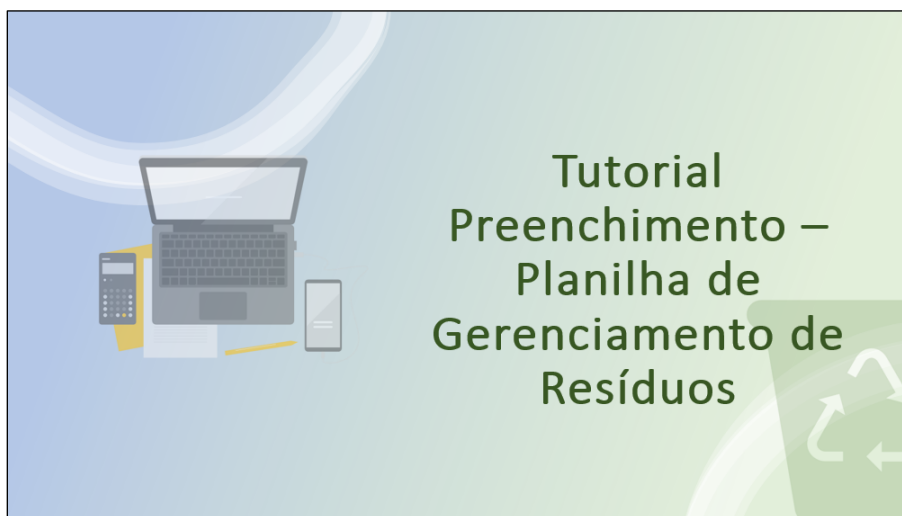 Tutorial
Preenchimento –
Planilha de
Gerenciamento de
Resíduos